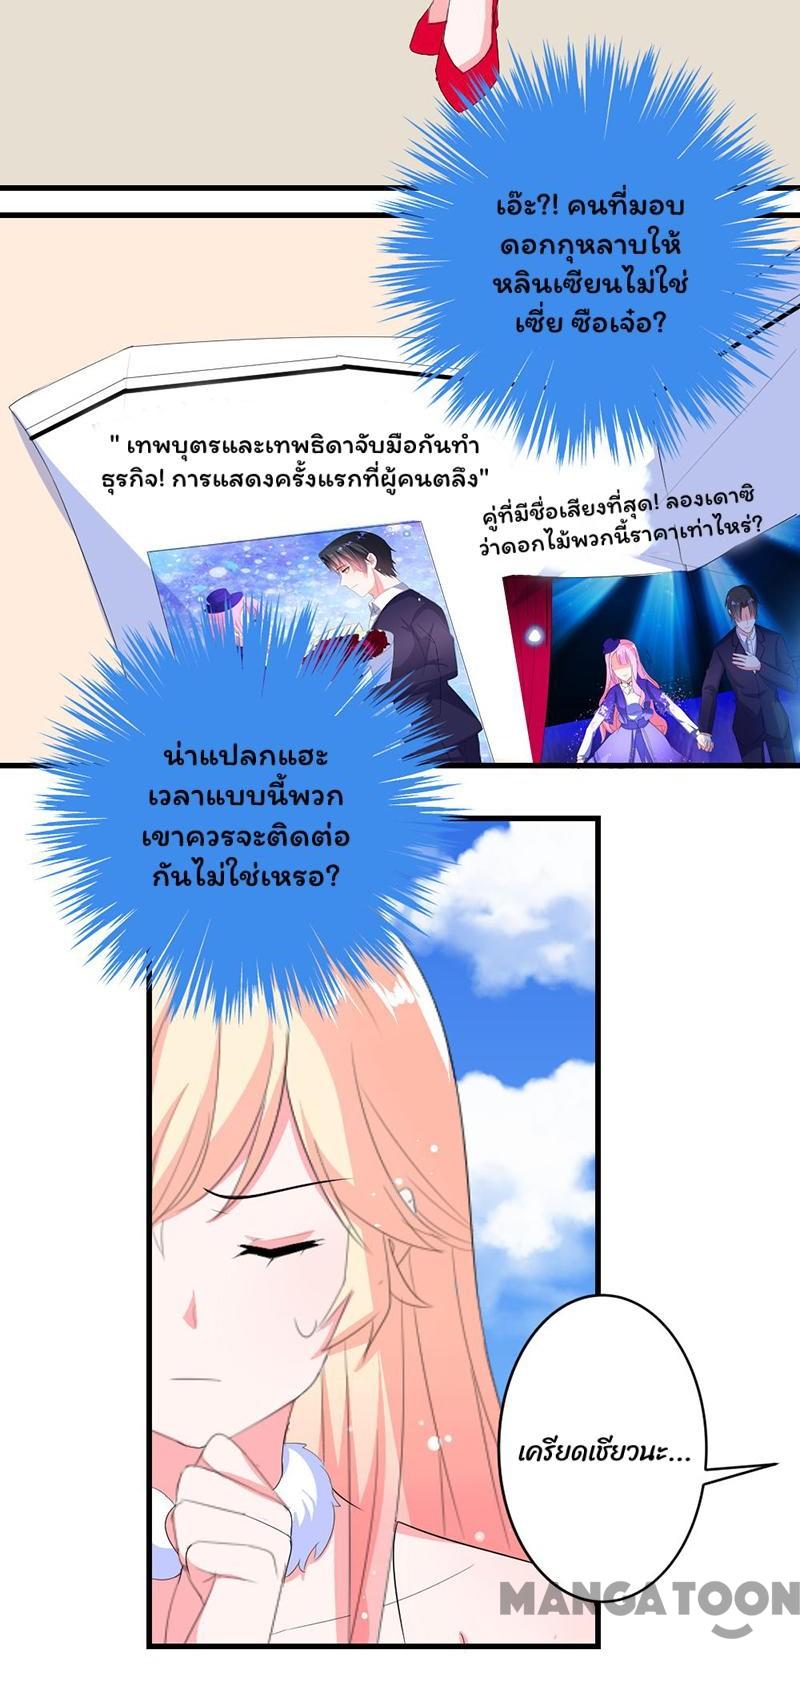 เอ๊ะ?! คนที่มอบ
ดอกกุหลาบให้
หลินเซียนไม่ใช่
เซี่ย ซือเจ๋อ?
" เทพบุตรและเทพธิดาจับมือกันทำ
ธุรกิจ! การแสดงครั้งแรกที่ผู้คนตลึง"
คู่ที่มีชื่อเสียงที่สุด! ลองเดาซิ
ว่าดอกไม้พวกนี้ราคาเท่าไหร่?
น่าแปลกแฮะ
เวลาแบบนี้พวก
เขาควรจะติดต่อ
กันไม่ใช่เหรอ?
เครียดเชียวนะ...
MANGATOON